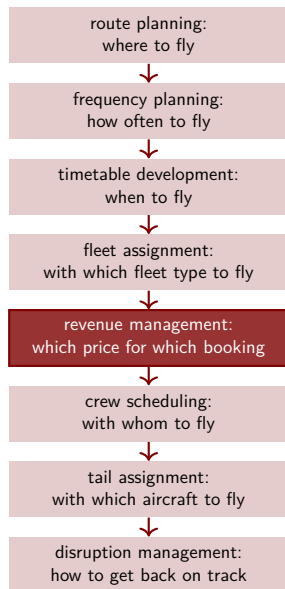 route planning:
where to fly
frequency planning:
how often to fly
timetable development:
when to fly
fleet assignment:
with which fleet type to fly
revenue management:
which price for which booking
crew scheduling:
with whom to fly
tail assignment:
with which aircraft to fly
disruption management:
how to get back on track